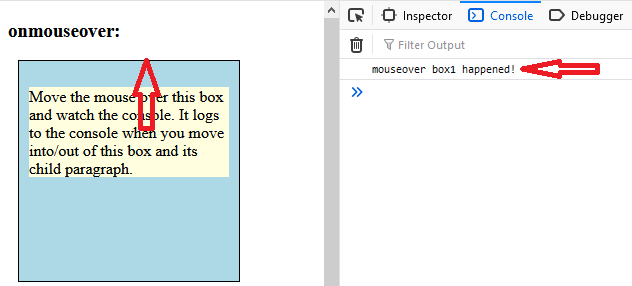 onmouseover:
Move the mouse over this box
and watch the console. It logs
to the console when you move
into/out of this box and its
child paragraph.
Inspector
Console
Debugger
Filter Output
mouseover box1 happened!